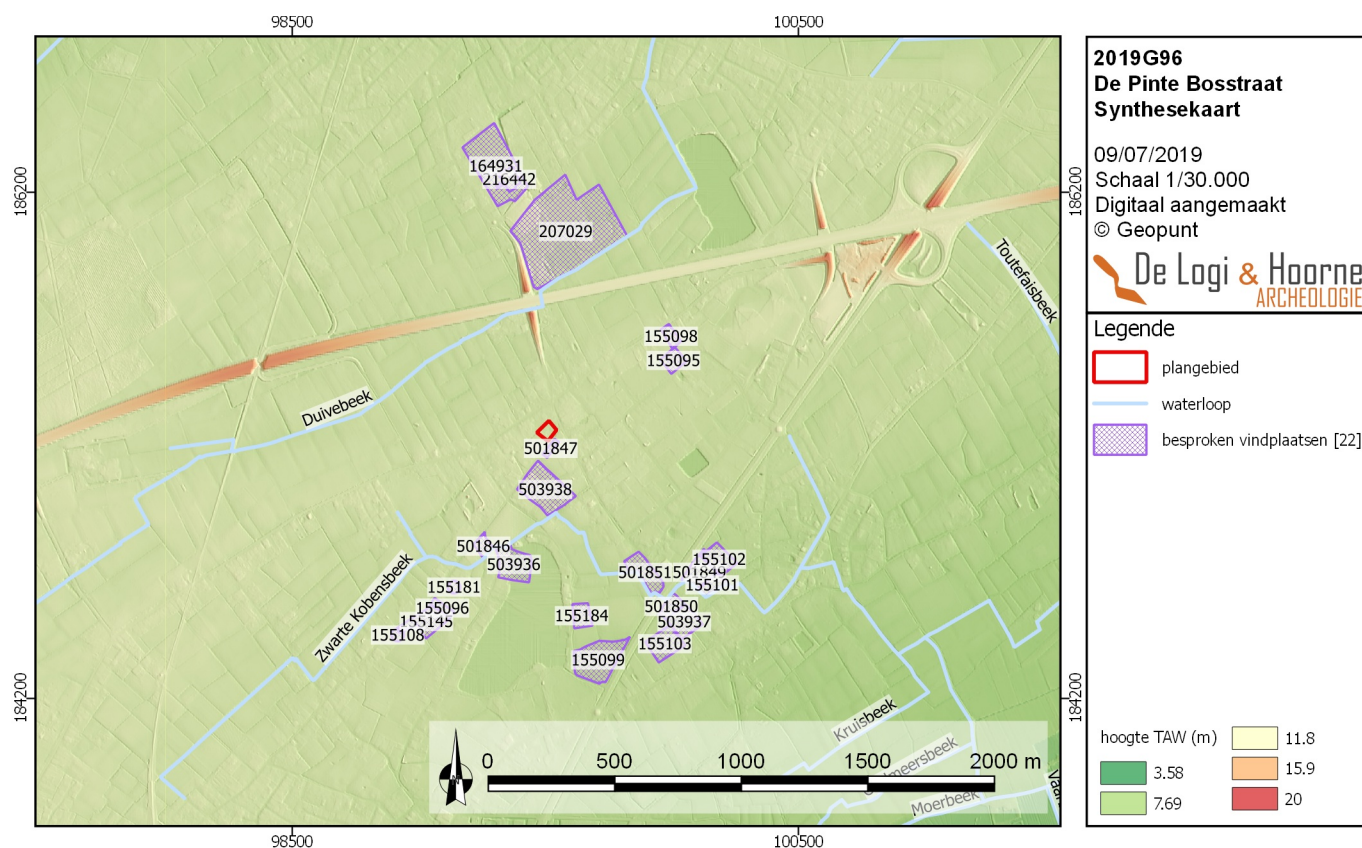 98500
100500
186200
186200
184200
184200
98500
100500
164931
216442
207029
155098
155095
501847
503938
501846
503936
155181
155096
155145
155108
155184
155099
155102
501849
155101
501850
503937
155103
Duivebeek
Zwarte Kobensbeek
Toutefaisbeek
Kruisbeek
Moerbeek
0 500 1000 1500 2000 m
N
2019G96
De Pinte Bosstraat
Synthesekaart
09/07/2019
Schaal 1/30.000
Digitaal aangemaakt
© Geopunt
De Logi & Hoorne
ARCHEOLOGIE
Legende
plangebied
waterloop
besproken vindplaatsen [22]
hoogte TAW (m)
3.58
7.69
11.8
15.9
20